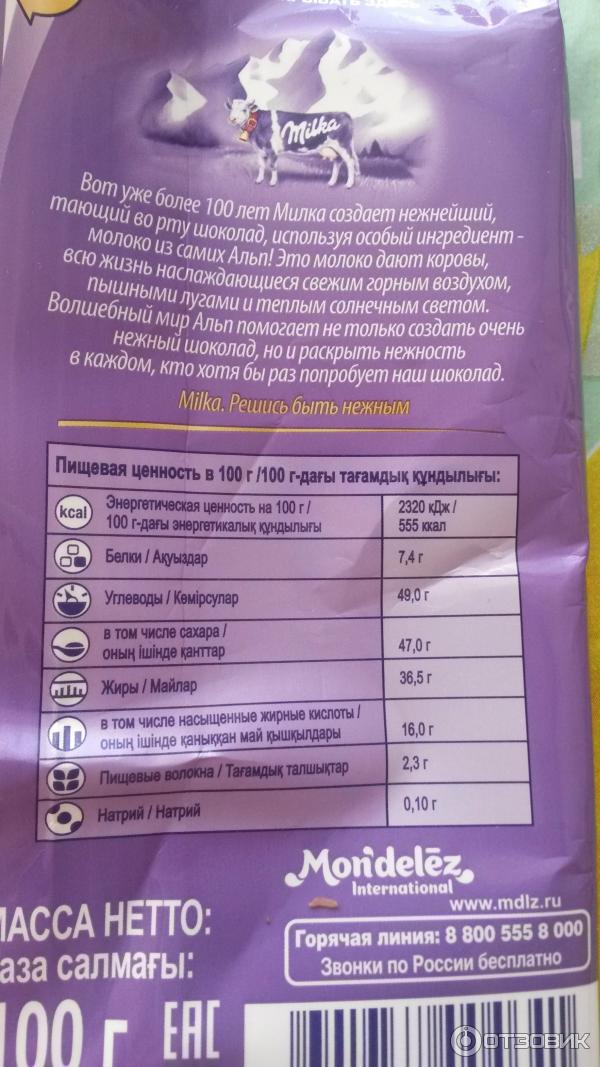 ЗДЕСЬ
Milka
Вот уже более 100 лет Милка создает нежнейший,
тающий во рту шоколад, используя особый ингредиент -
молоко из самих Альп! Это молоко дают коровы,
всю жизнь наслаждающиеся свежим горным воздухом,
пышными лугами и теплым солнечным светом.
Волшебный мир Альп помогает не только создать очень
нежный шоколад, но и раскрыть нежность
в каждом, кто хотя бы раз попробует наш шоколад.
Milka. Решись быть нежным
Пищевая ценность в 100 г /100 г-дағы тағамдық құндылығы:
kcal Энергетическая ценность на 100 г / 2320 кДж /
100 г-дағы энергетикалық құндылығы 555 ккал
Белки / Ақуыздар 7,4 г
Углеводы / Көмірсулар 49,0 г
в том числе сахара /
оның ішінде қанттар 47,0 г
Жиры / Майлар 36,5 г
в том числе насыщенные жирные кислоты /
оның ішінде қаныққан май қышқылдары 16,0 г
Пищевые волокна / Тағамдық талшықтар 2,3 г
Натрий / Натрий 0,10 г
Mondelēz
International
www.mdlz.ru
АССА НЕТТО:
аза салмағы:
100 г
EAC
Горячая линия: 8 800 555 8 000
Звонки по России бесплатно
ОТЗОВИК